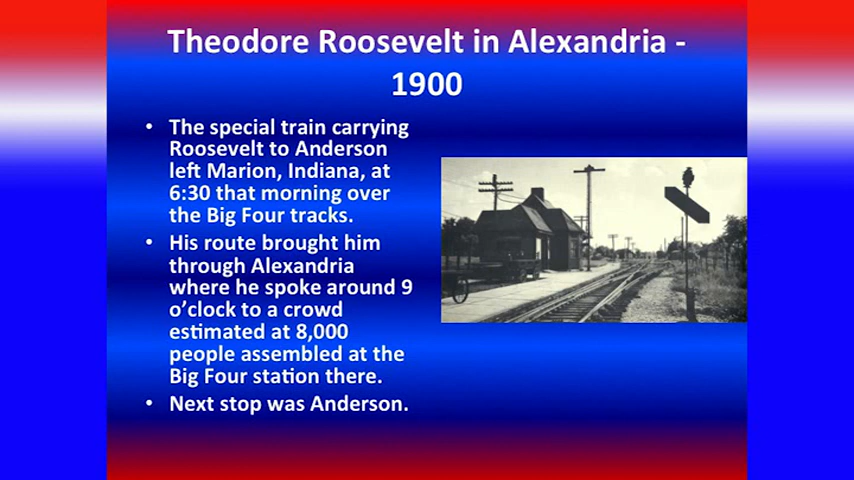 Theodore Roosevelt in Alexandria -
1900
• The special train carrying
Roosevelt to Anderson
left Marion, Indiana, at
6:30 that morning over
the Big Four tracks.
• His route brought him
through Alexandria
where he spoke around 9
o’clock to a crowd
estimated at 8,000
people assembled at the
Big Four station there.
• Next stop was Anderson.